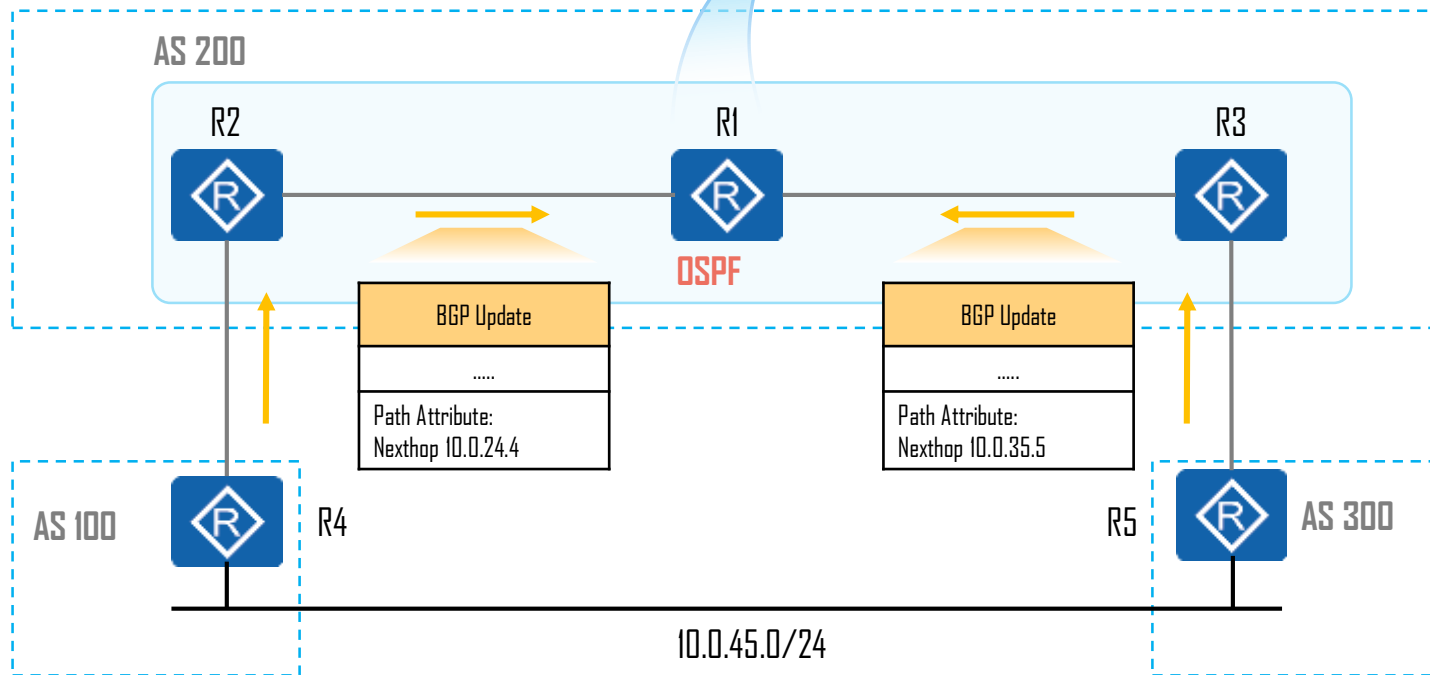 AS 200
R2
R1
R3
R
R
R
OSPF
BGP Update
.....
Path Attribute:
Nexthop 10.0.24.4
BGP Update
.....
Path Attribute:
Nexthop 10.0.35.5
AS 100
R
R4
R5
R
AS 300
10.0.45.0/24